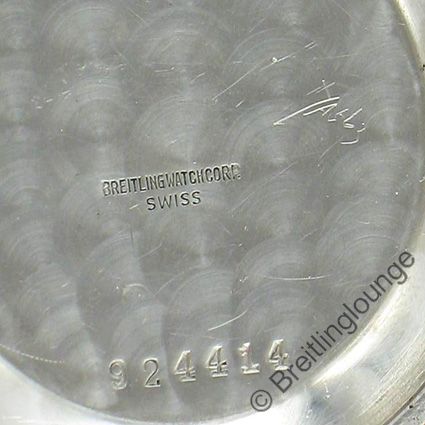 BREITLINGWATCHCORP.
SWISS
924414
© Breitlinglounge